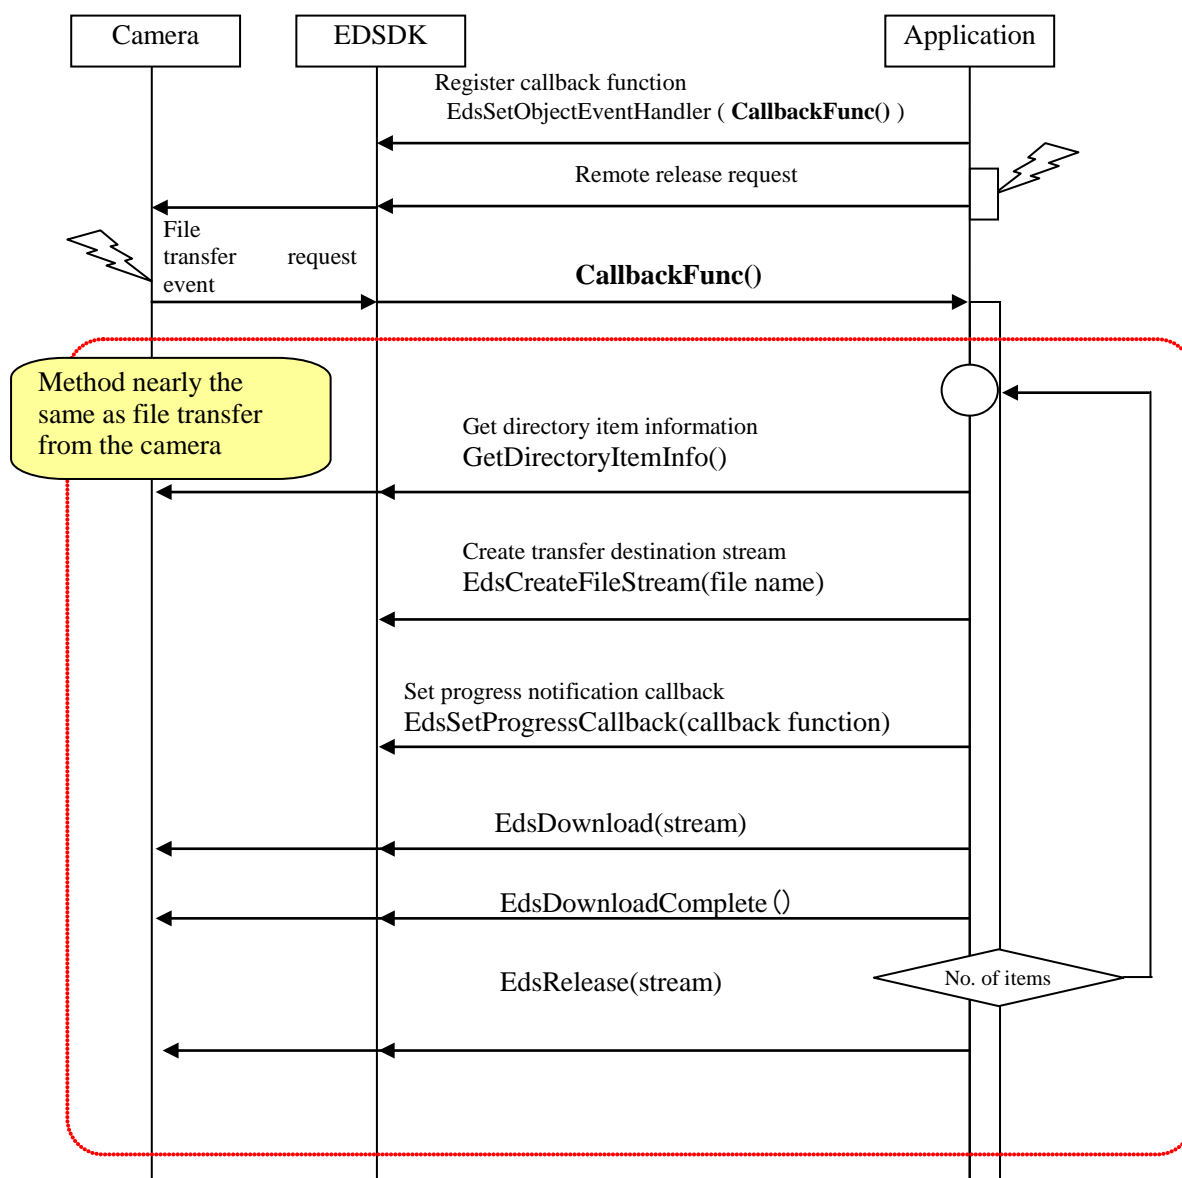 Camera
EDSDK
Application
Register callback function
EdsSetObjectEventHandler ( CallbackFunc() )
Remote release request
File
transfer request
event
CallbackFunc()
Method nearly the
same as file transfer
from the camera
Get directory item information
GetDirectoryItemInfo()
Create transfer destination stream
EdsCreateFileStream(file name)
Set progress notification callback
EdsSetProgressCallback(callback function)
EdsDownload(stream)
EdsDownloadComplete()
EdsRelease(stream)
No. of items